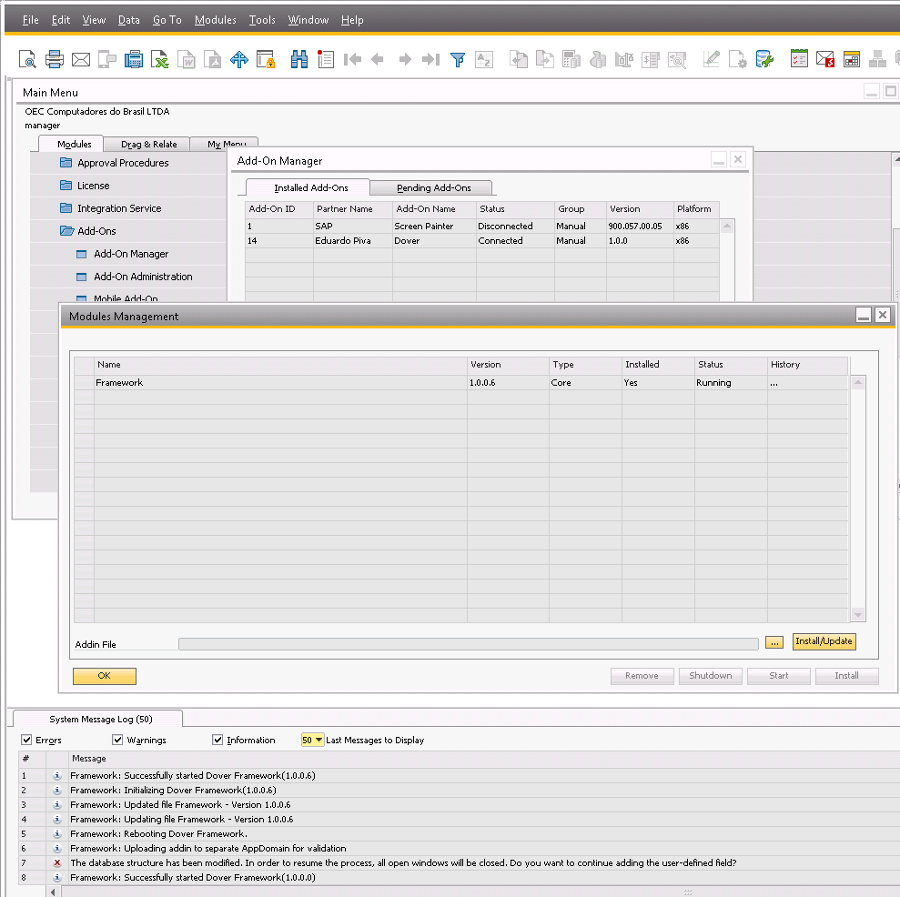 File Edit View Data Go To Modules Tools Window Help
Main Menu
OEC Computadores do Brasil LTDA
manager
Modules Drag & Relate My Menu
Approval Procedures
License
Integration Service
Add-Ons
Add-On Manager
Add-On Administration
Mobile Add-On
Add-On Manager
Installed Add-Ons Pending Add-Ons
Add-On ID Partner Name Add-On Name Status Group Version Platform
1 SAP Screen Painter Disconnected Manual 900.057.00.05 x86
14 Eduardo Piva Dover Connected Manual 1.0.0 x86
Modules Management
Name Version Type Installed Status History
Framework 1.0.0.6 Core Yes Running ...
Addin File ... Install/Update
OK Remove Shutdown Start Install
System Message Log (50)
Errors Warnings Information 50 Last Messages to Display
# Message
1 Framework: Successfully started Dover Framework(1.0.0.6)
2 Framework: Initializing Dover Framework(1.0.0.6)
3 Framework: Updated file Framework - Version 1.0.0.6
4 Framework: Updating file Framework - Version 1.0.0.6
5 Framework: Rebooting Dover Framework.
6 Framework: Uploading addin to separate AppDomain for validation
7 The database structure has been modified. In order to resume the process, all open windows will be closed. Do you want to continue adding the user-defined field?
8 Framework: Successfully started Dover Framework(1.0.0.0)